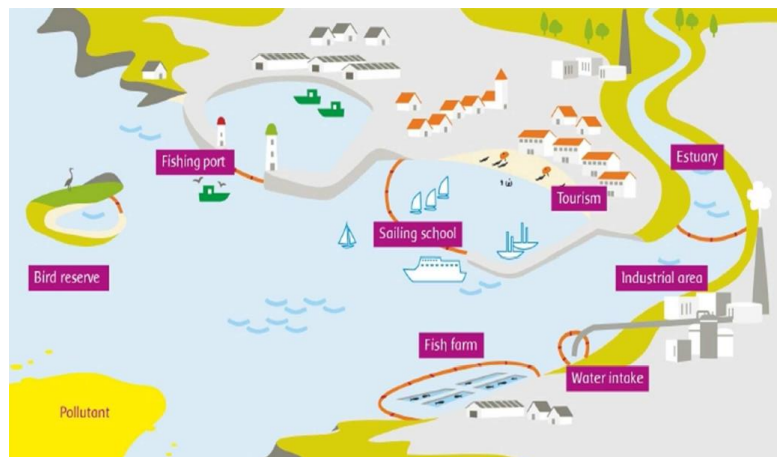 Fishing port
Estuary
Tourism
Sailing school
Bird reserve
Industrial area
Fish farm
Water intake
Pollutant